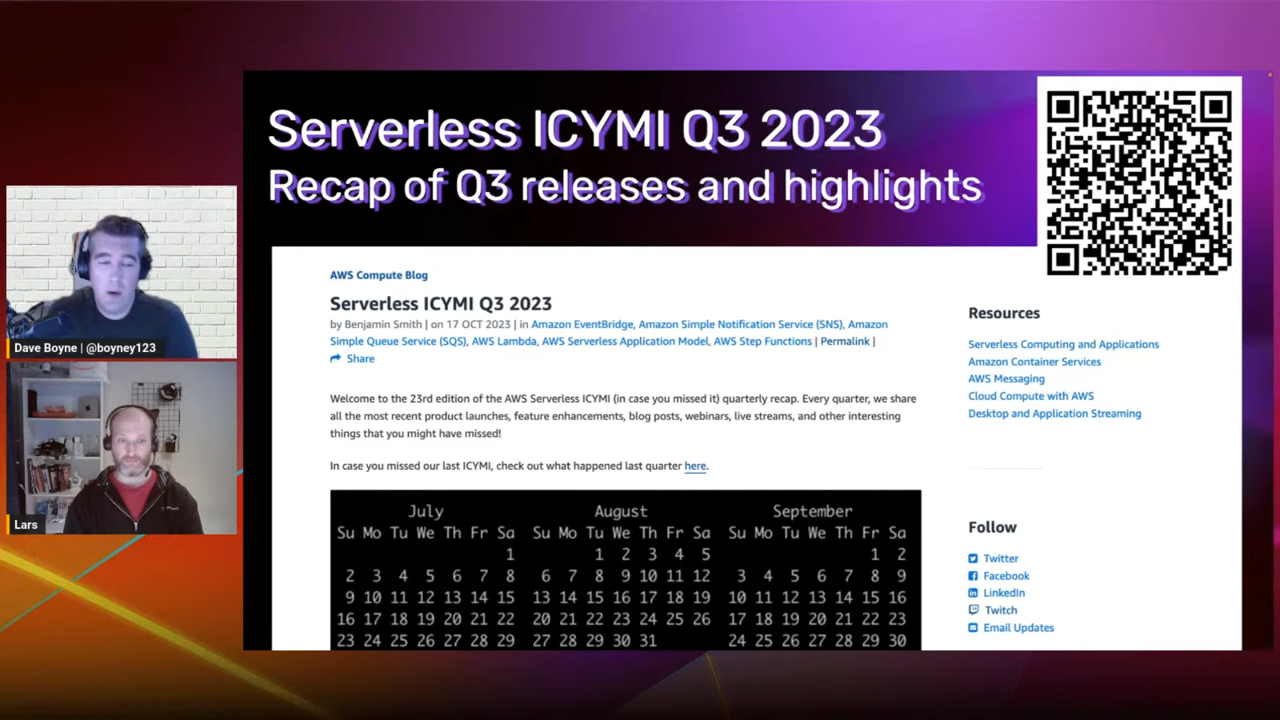 Serverless ICYMI Q3 2023
Recap of Q3 releases and highlights
Dave Boyne | @boyney123
Lars
AWS Compute Blog
Serverless ICYMI Q3 2023
by Benjamin Smith | on 17 OCT 2023 | in Amazon EventBridge, Amazon Simple Notification Service (SNS), Amazon
Simple Queue Service (SQS), AWS Lambda, AWS Serverless Application Model, AWS Step Functions | Permalink |
Share
Welcome to the 23rd edition of the AWS Serverless ICYMI (in case you missed it) quarterly recap. Every quarter, we share
all the most recent product launches, feature enhancements, blog posts, webinars, live streams, and other interesting
things that you might have missed!
In case you missed our last ICYMI, check out what happened last quarter here.
July August September
Su Mo Tu We Th Fr Sa Su Mo Tu We Th Fr Sa Su Mo Tu We Th Fr Sa
1 1 2 3 4 5 1 2
2 3 4 5 6 7 8 6 7 8 9 10 11 12 3 4 5 6 7 8 9
9 10 11 12 13 14 15 13 14 15 16 17 18 19 10 11 12 13 14 15 16
16 17 18 19 20 21 22 20 21 22 23 24 25 26 17 18 19 20 21 22 23
23 24 25 26 27 28 29 27 28 29 30 31 24 25 26 27 28 29 30
Resources
Serverless Computing and Applications
Amazon Container Services
AWS Messaging
Cloud Compute with AWS
Desktop and Application Streaming
Follow
Twitter
Facebook
LinkedIn
Twitch
Email Updates